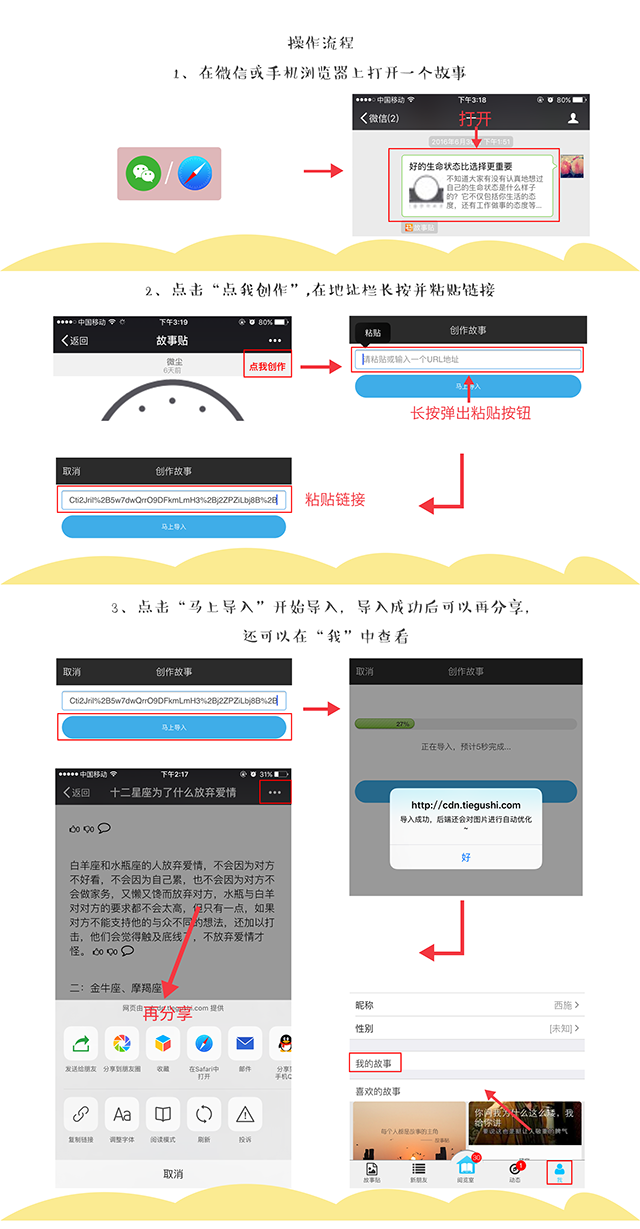 操作流程
1、在微信或手机浏览器上打开一个故事
中国移动 下午3:18 80%
微信(2)
打开
下午1:51
好的生命状态比选择更重要
不知道大家有没有认真地想过
自己的生命状态是什么样子
的？它不仅包括你生活的态
度，还有工作做事的态度等...
故事贴
2、点击“点我创作”,在地址栏长按并粘贴链接
中国移动 下午3:19 80%
返回 故事贴
微尘
6天前
点我创作
粘贴
创作故事
请粘贴或输入一个URL地址
马上导入
长按弹出粘贴按钮
取消 创作故事
Cti2Jril%2B5w7dwQrrO9DFkmLmH3%2Bj2ZPZiLbj8B%2B
马上导入
粘贴链接
3、点击“马上导入”开始导入，导入成功后可以再分享，
还可以在“我”中查看
取消 创作故事
Cti2Jril%2B5w7dwQrrO9DFkmLmH3%2Bj2ZPZiLbj8B%2B
马上导入
取消 创作故事
27%
正在导入，预计5秒完成...
http://cdn.tiegushi.com
导入成功，后端还会对图片进行自动优化
~
好
中国移动 下午2:17 31%
返回 十二星座为了什么放弃爱情
白羊座和水瓶座的人放弃爱情，不会因为对方
不好看，不会因为自己累，也不会因为对方不
会做家务，又懒又馋而放弃对方，水瓶与白羊
对对方的要求都不会太高，但只有一点，如果
对方不能支持他的与众不同的想法，还加以打
击，他们会觉得触及底线了，不放弃爱情才
怪。
二：金牛座、摩羯座
网页由 cdn.tiegushi.com 提供
再分享
发送给朋友 分享到朋友圈 收藏 在Safari中打开 邮件 分享到手机Q
复制链接 调整字体 阅读模式 刷新 投诉
取消
昵称 西施
性别 [未知]
我的故事
喜欢的故事
每个人都是故事的主角
你问我为什么这么矮，我
给你讲
故事贴 新朋友 阅览室 动态 我
1